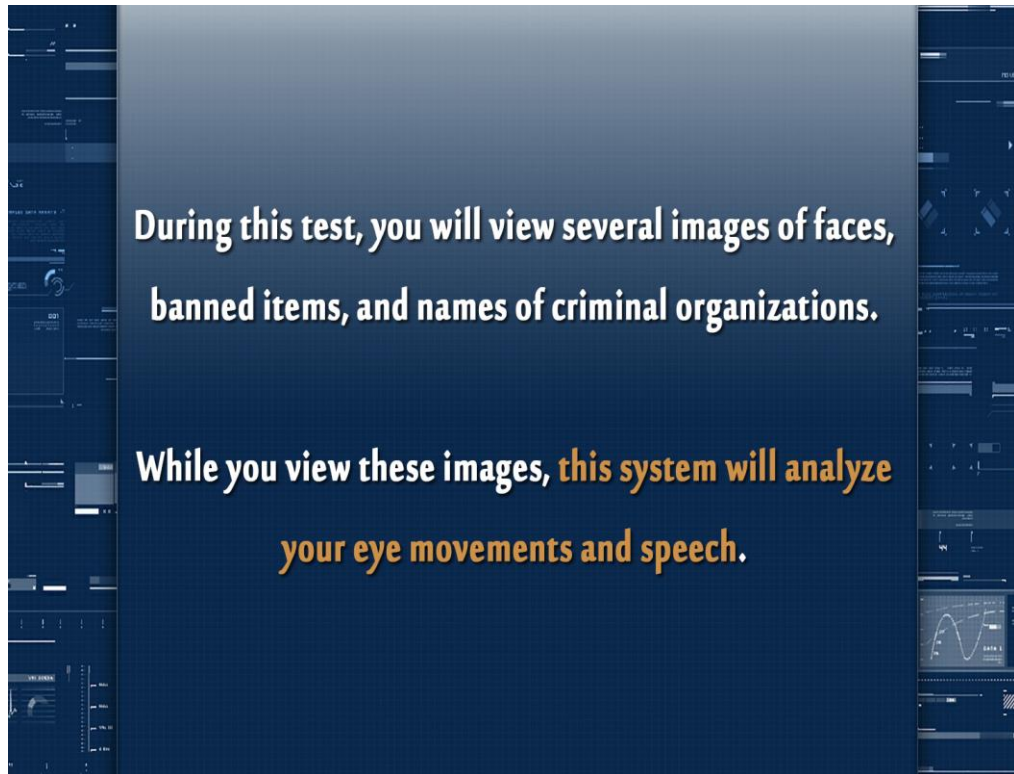 During this test, you will view several images of faces,
banned items, and names of criminal organizations.
While you view these images, this system will analyze
your eye movements and speech.